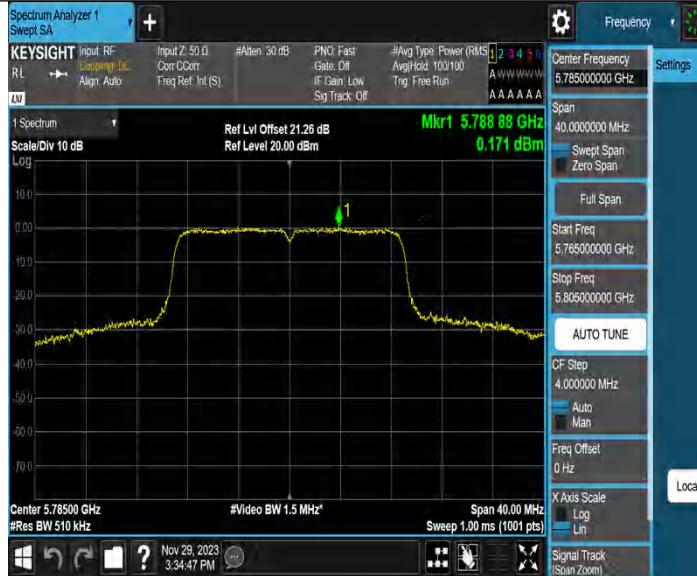 Spectrum Analyzer 1
Swept SA
+
Frequency
KEYSIGHT
RL
Input: RF
Coupling: DC
Align: Auto
Input Z: 50 Ω
Corr CCorr
Freq Ref: Int (S)
#Atten: 30 dB
PNO: Fast
Gate: Off
IF Gain: Low
Sig Track: Off
#Avg Type: Power (RMS
Avg|Hold: 100/100
Trig: Free Run
1 2 3 4 5 6
A W W W W W
A A A A A A
1 Spectrum
Scale/Div 10 dB
Log
Ref Lvl Offset 21.26 dB
Ref Level 20.00 dBm
Mkr1 5.788 88 GHz
0.171 dBm
10.0
0.00
-10.0
-20.0
-30.0
-40.0
-50.0
-60.0
-70.0
1
Center 5.78500 GHz
#Res BW 510 kHz
#Video BW 1.5 MHz*
Span 40.00 MHz
Sweep 1.00 ms (1001 pts)
?
Nov 29, 2023
3:34:47 PM
Center Frequency
5.785000000 GHz
Span
40.0000000 MHz
Swept Span
Zero Span
Full Span
Start Freq
5.765000000 GHz
Stop Freq
5.805000000 GHz
AUTO TUNE
CF Step
4.000000 MHz
Auto
Man
Freq Offset
0 Hz
X Axis Scale
Log
Lin
Signal Track
(Span Zoom)
Settings
Loca